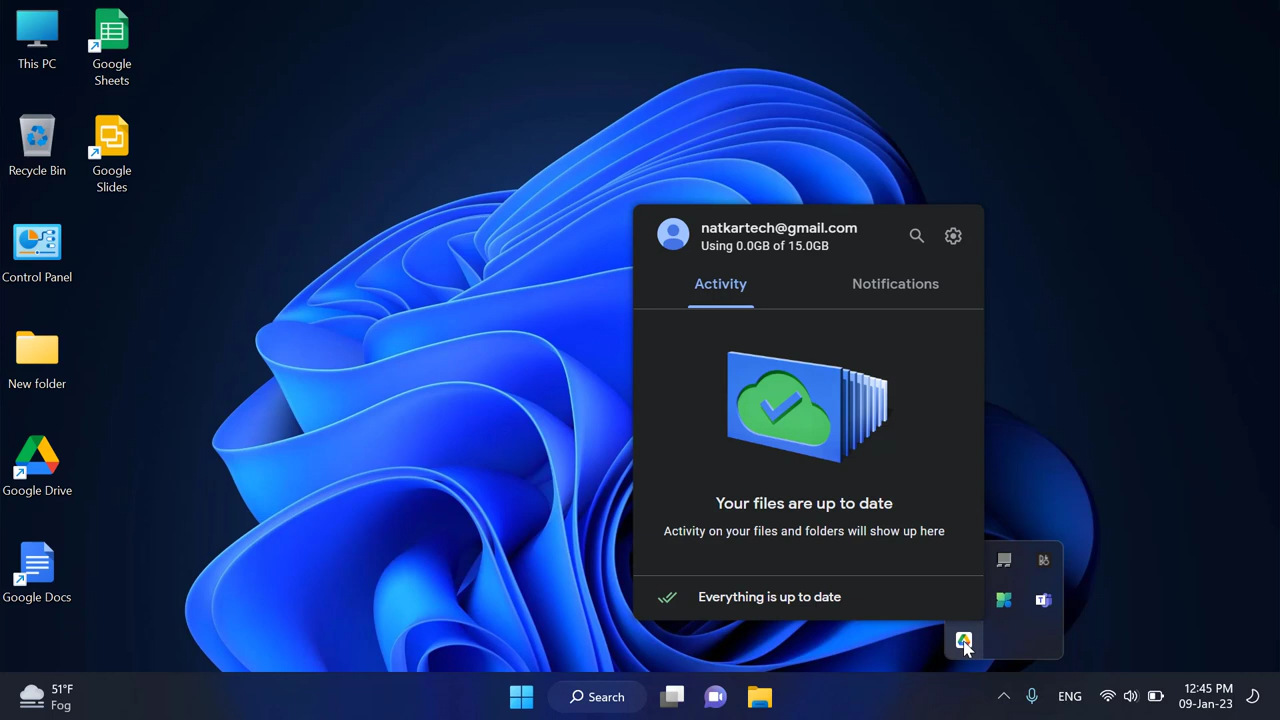 This PC
Google
Sheets
Recycle Bin
Google
Slides
Control Panel
New folder
Google Drive
Google Docs
natkartech@gmail.com
Using 0.0GB of 15.0GB
Activity
Notifications
Your files are up to date
Activity on your files and folders will show up here
Everything is up to date
51°F
Fog
Search
ENG
12:45 PM
09-Jan-23